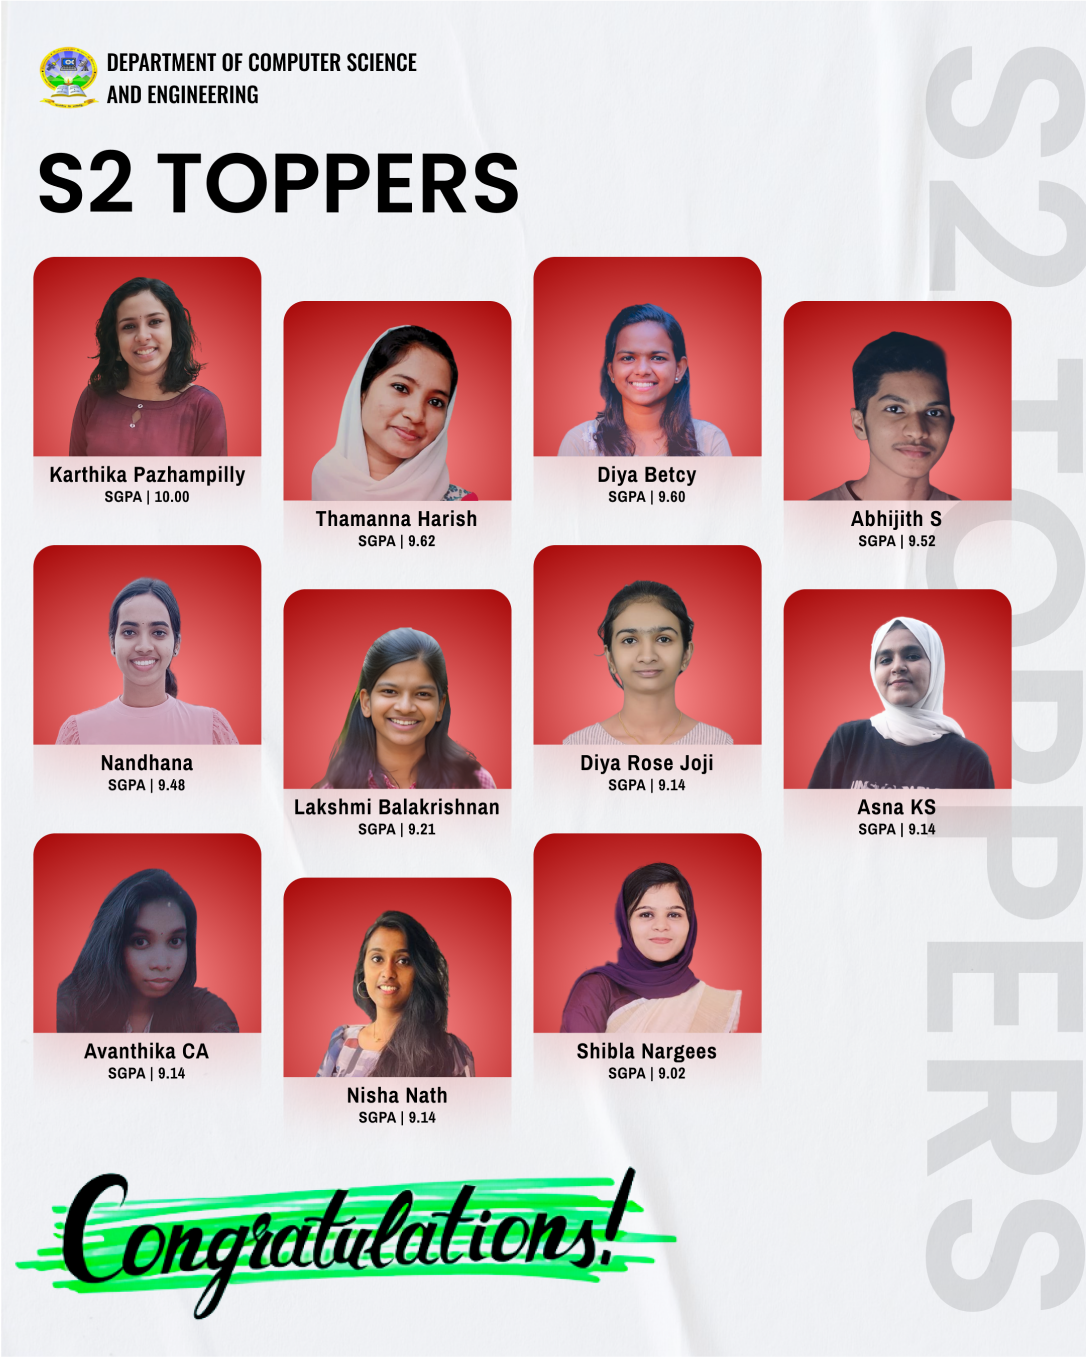 DEPARTMENT OF COMPUTER SCIENCE
AND ENGINEERING
S2 TOPPERS
Karthika Pazhampilly
SGPA | 10.00
Thamanna Harish
SGPA | 9.62
Diya Betcy
SGPA | 9.60
Abhijith S
SGPA | 9.52
Nandhana
SGPA | 9.48
Lakshmi Balakrishnan
SGPA | 9.21
Diya Rose Joji
SGPA | 9.14
Asna KS
SGPA | 9.14
Avanthika CA
SGPA | 9.14
Nisha Nath
SGPA | 9.14
Shibla Nargees
SGPA | 9.02
Congratulations!
S2 TOPPERS